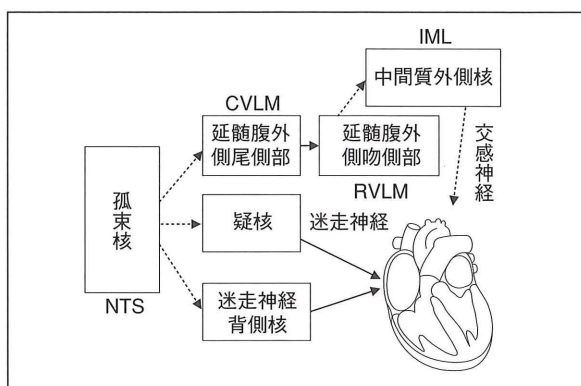 IML
中間質外側核
CVLM
延髄腹外
側尾側部
延髄腹外
側吻側部
RVLM
交感神経
孤束核
NTS
疑核
迷走神経
迷走神経
背側核